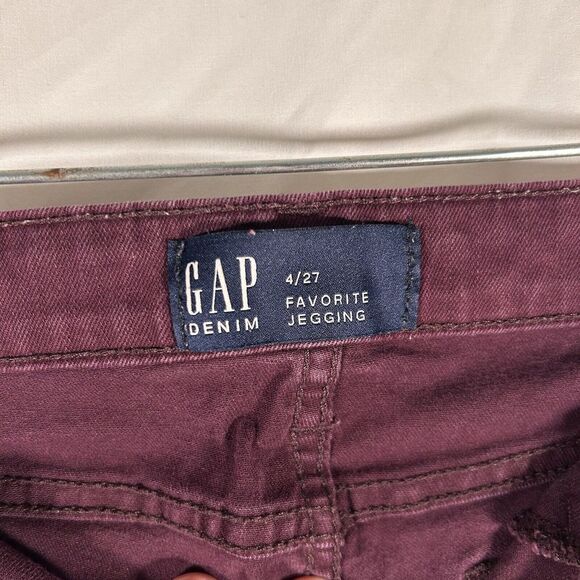 GAP
DENIM
4/27
FAVORITE
JEGGING